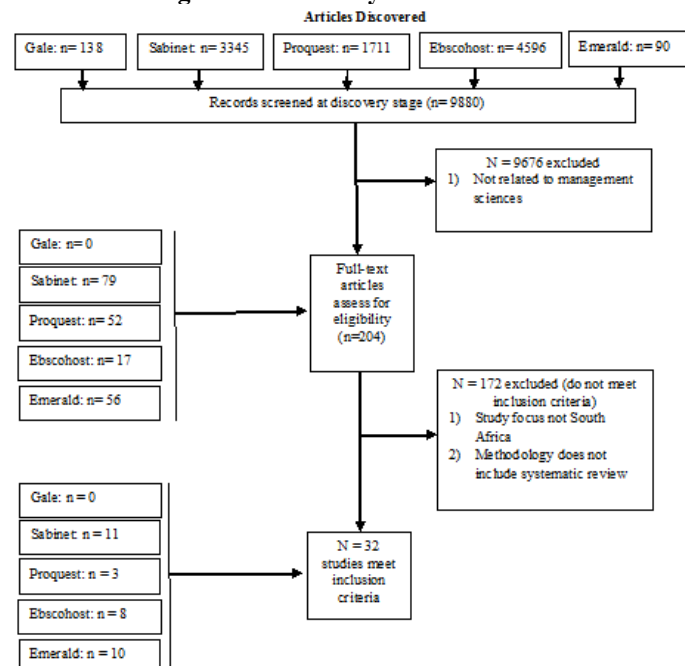 Articles Discovered
Gale: n= 138
Sabinet: n= 3345
Proquest: n= 1711
Ebscohost: n= 4596
Emerald: n= 90
Records screened at discovery stage (n= 9880)
N = 9676 excluded
1) Not related to management
sciences
Gale: n= 0
Sabinet: n= 79
Proquest: n= 52
Ebscohost: n= 17
Emerald: n= 56
Full-text
articles
assess for
eligibility
(n=204)
N = 172 excluded (do not meet
inclusion criteria)
1) Study focus not South
Africa
2) Methodology does not
include systematic review
Gale: n = 0
Sabinet: n = 11
Proquest: n = 3
Ebscohost: n = 8
Emerald: n = 10
N = 32
studies meet
inclusion
criteria